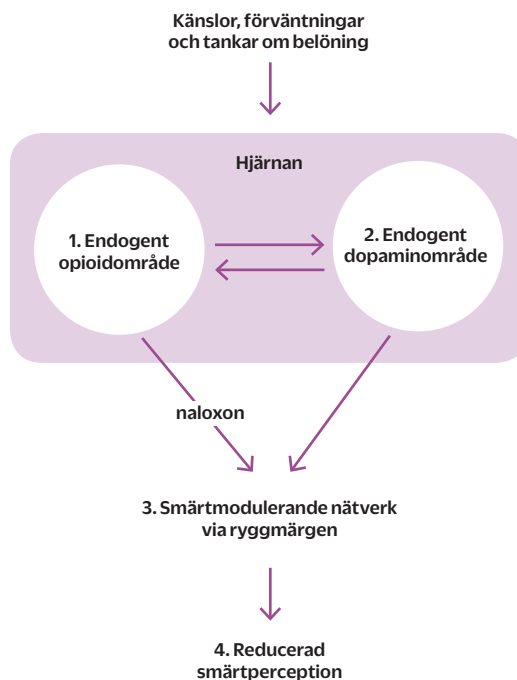 Känslor, förväntningar
och tankar om belöning
Hjärnan
1. Endogent
opioidområde
2. Endogent
dopaminområde
naloxon
3. Smärtmodulerande nätverk
via ryggmärgen
4. Reducerad
smärtperception